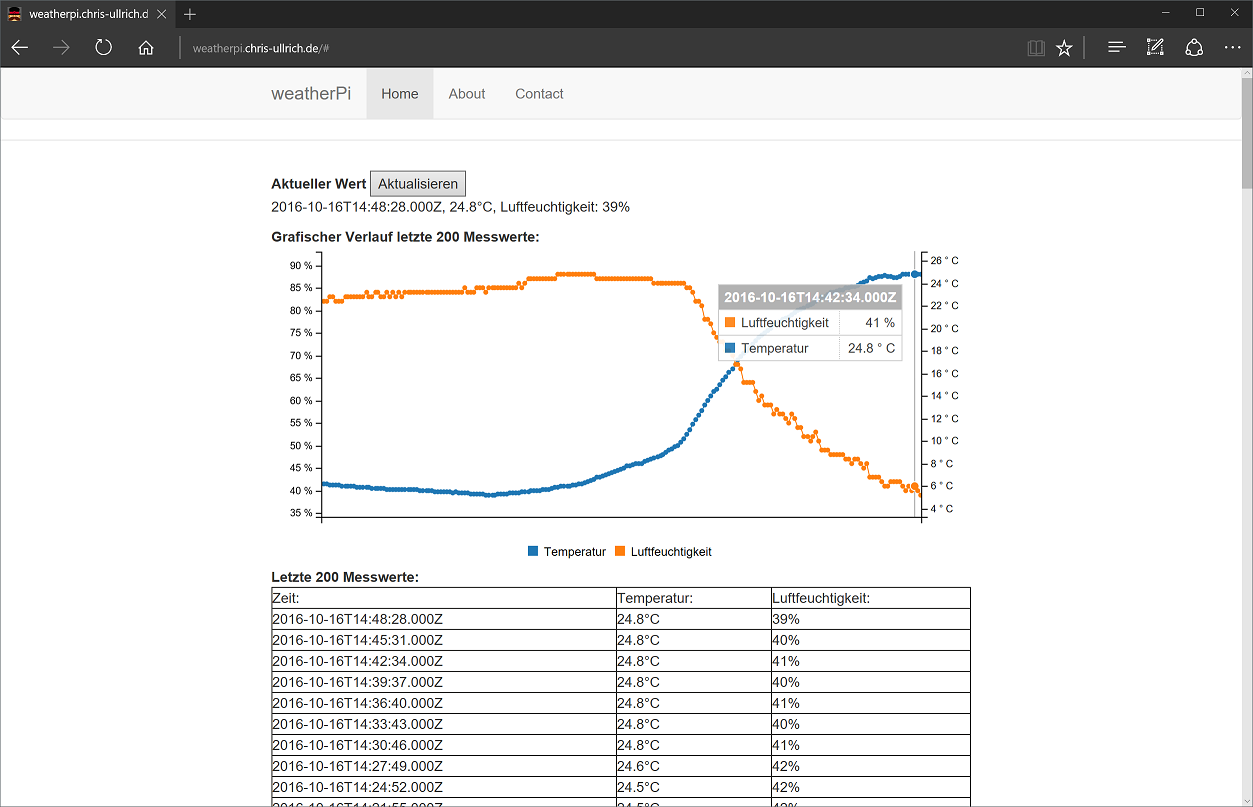 weatherpi.chris-ullrich.d
weatherpi.chris-ullrich.de/#
weatherPi Home About Contact
Aktueller Wert Aktualisieren
2016-10-16T14:48:28.000Z, 24.8°C, Luftfeuchtigkeit: 39%
Grafischer Verlauf letzte 200 Messwerte:
90 %
85 %
80 %
75 %
70 %
65 %
60 %
55 %
50 %
45 %
40 %
35 %
2016-10-16T14:42:34.000Z
Luftfeuchtigkeit 41 %
Temperatur 24.8 ° C
26 ° C
24 ° C
22 ° C
20 ° C
18 ° C
16 ° C
14 ° C
12 ° C
10 ° C
8 ° C
6 ° C
4 ° C
Temperatur Luftfeuchtigkeit
Letzte 200 Messwerte:
Zeit: Temperatur: Luftfeuchtigkeit:
2016-10-16T14:48:28.000Z 24.8°C 39%
2016-10-16T14:45:31.000Z 24.8°C 40%
2016-10-16T14:42:34.000Z 24.8°C 41%
2016-10-16T14:39:37.000Z 24.8°C 40%
2016-10-16T14:36:40.000Z 24.8°C 41%
2016-10-16T14:33:43.000Z 24.8°C 40%
2016-10-16T14:30:46.000Z 24.8°C 41%
2016-10-16T14:27:49.000Z 24.6°C 42%
2016-10-16T14:24:52.000Z 24.5°C 42%